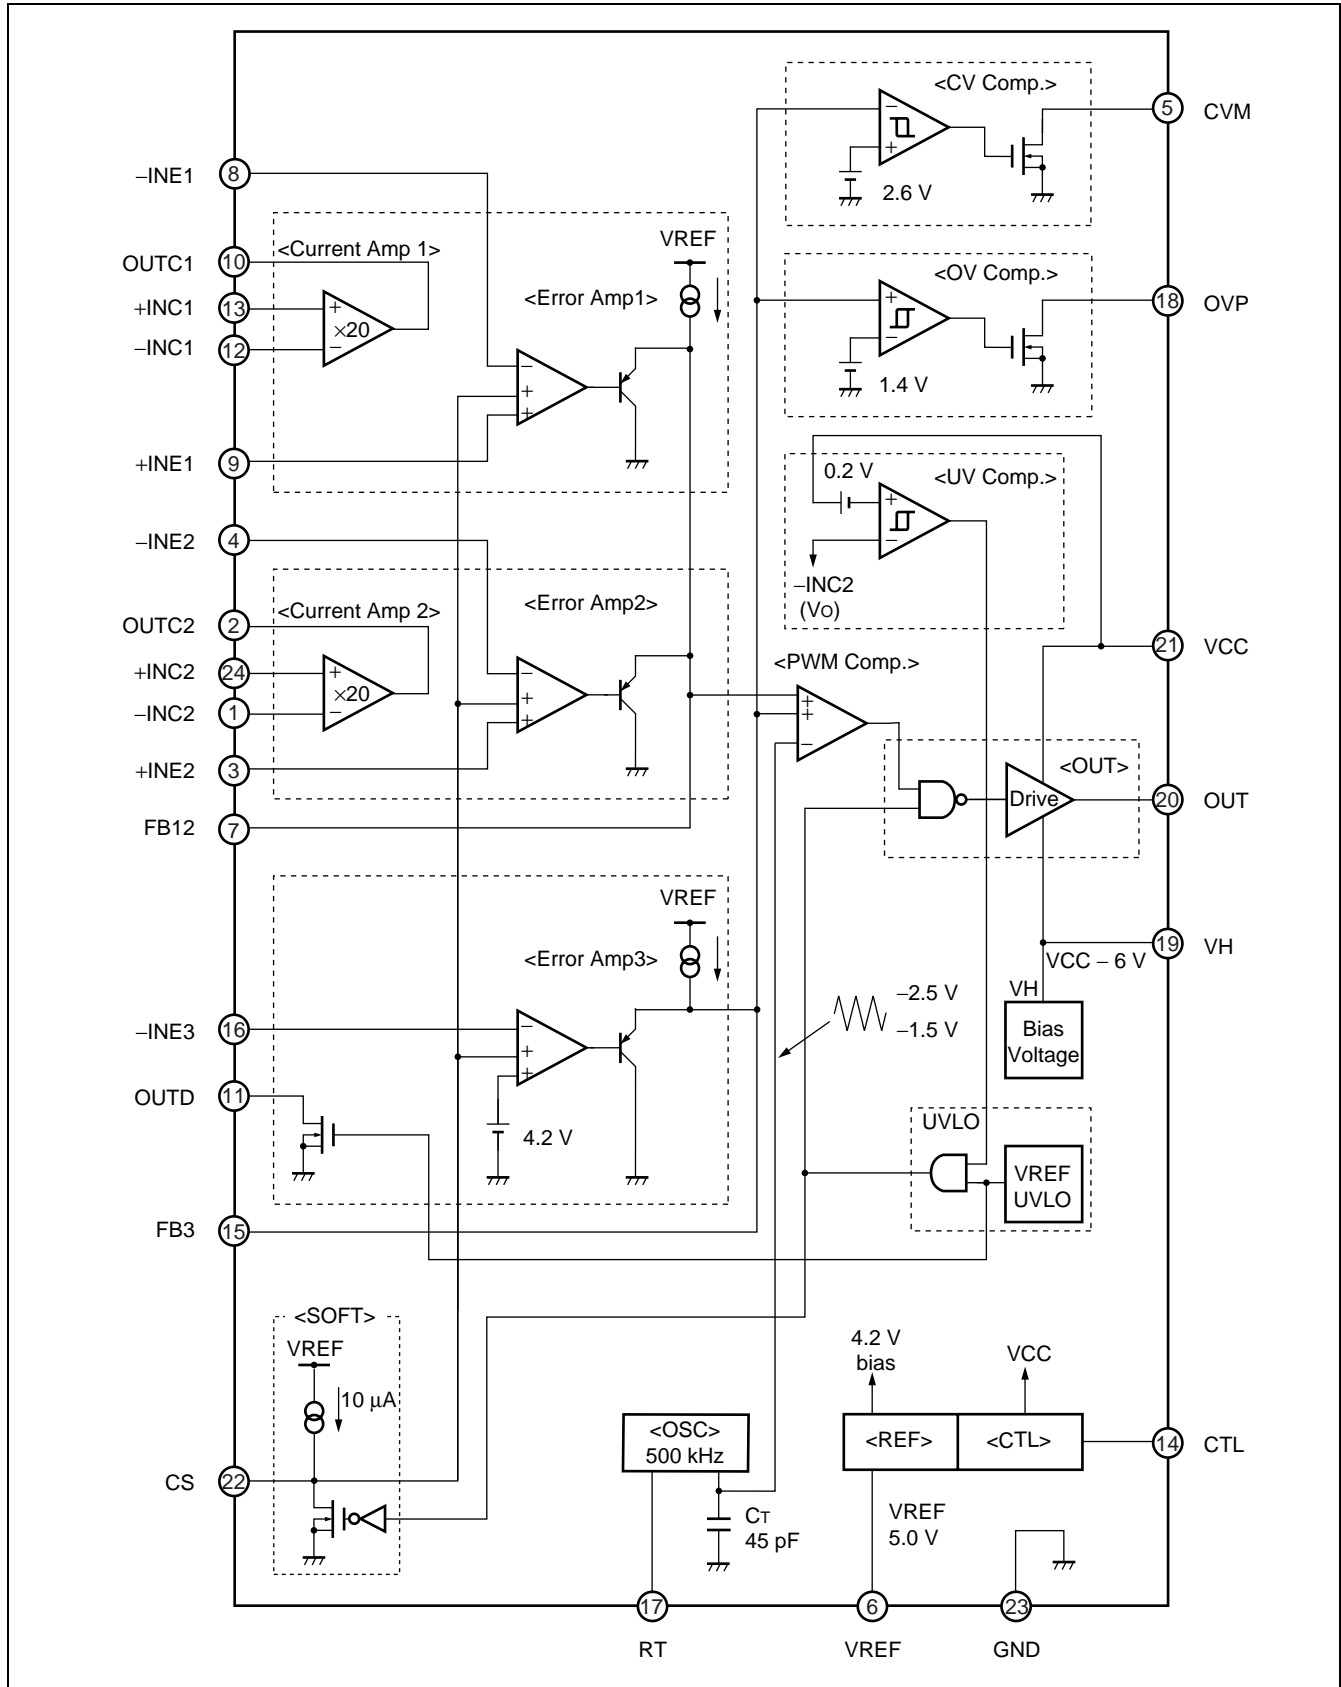 <CV Comp.>
−
+
2.6 V
5
CVM
−INE1
8
<Current Amp 1>
OUTC1
10
+INC1
13
−INC1
12
+
×20
−
VREF
<Error Amp1>
−
+
+
+INE1
9
<OV Comp.>
+
−
1.4 V
18
OVP
0.2 V
<UV Comp.>
+
−
−INC2
(VO)
−INE2
4
<Current Amp 2>
<Error Amp2>
OUTC2
2
+INC2
24
−INC2
1
+
×20
−
−
+
+
+INE2
3
FB12
7
<PWM Comp.>
+
+
−
21
VCC
<OUT>
Drive
20
OUT
19
VH
VCC − 6 V
VH
Bias
Voltage
VREF
<Error Amp3>
−INE3
16
−
+
+
4.2 V
OUTD
11
−2.5 V
−1.5 V
UVLO
VREF
UVLO
FB3
15
<SOFT>
VREF
10 μA
CS
22
<OSC>
500 kHz
CT
45 pF
4.2 V
bias
VCC
<REF>
<CTL>
14
CTL
VREF
5.0 V
17
6
23
RT
VREF
GND